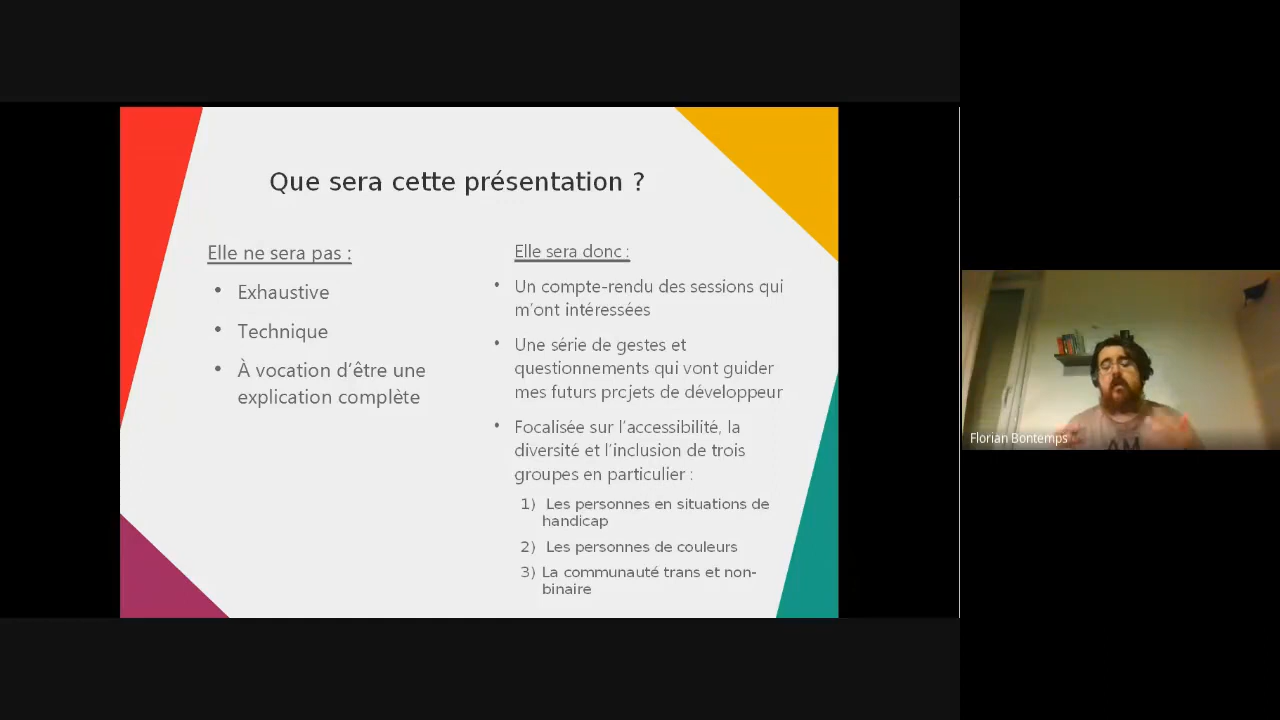 Que sera cette présentation ?
Elle ne sera pas :
• Exhaustive
• Technique
• À vocation d'être une
explication complète
Elle sera donc :
• Un compte-rendu des sessions qui
m'ont intéressées
• Une série de gestes et
questionnements qui vont guider
mes futurs projets de développeur
• Focalisée sur l'accessibilité, la
diversité et l'inclusion de trois
groupes en particulier :
1) Les personnes en situations de
handicap
2) Les personnes de couleurs
3) La communauté trans et non-
binaire
Florian Bontemps
AM